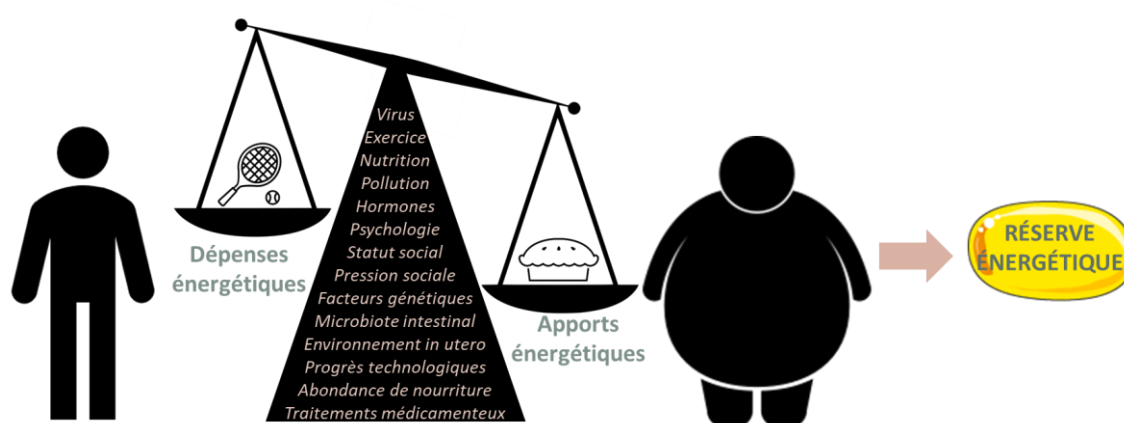 Virus
Exercice
Nutrition
Pollution
Hormones
Psychologie
Statut social
Pression sociale
Facteurs génétiques
Microbiote intestinal
Environnement in utero
Progrès technologiques
Abondance de nourriture
Traitements médicamenteux
Dépenses
énergétiques
Apports
énergétiques
RÉSERVE
ÉNERGÉTIQUE